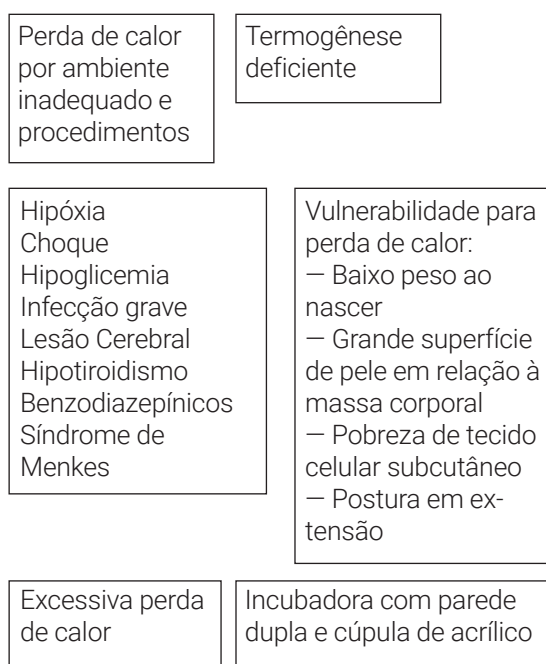 Perda de calor
por ambiente
inadequado e
procedimentos
Termogênese
deficiente
Hipóxia
Choque
Hipoglicemia
Infecção grave
Lesão Cerebral
Hipotiroidismo
Benzodiazepínicos
Síndrome de
Menkes
Vulnerabilidade para
perda de calor:
— Baixo peso ao
nascer
— Grande superfície
de pele em relação à
massa corporal
— Pobreza de tecido
celular subcutâneo
— Postura em ex-
tensão
Excessiva perda
de calor
Incubadora com parede
dupla e cúpula de acrílico